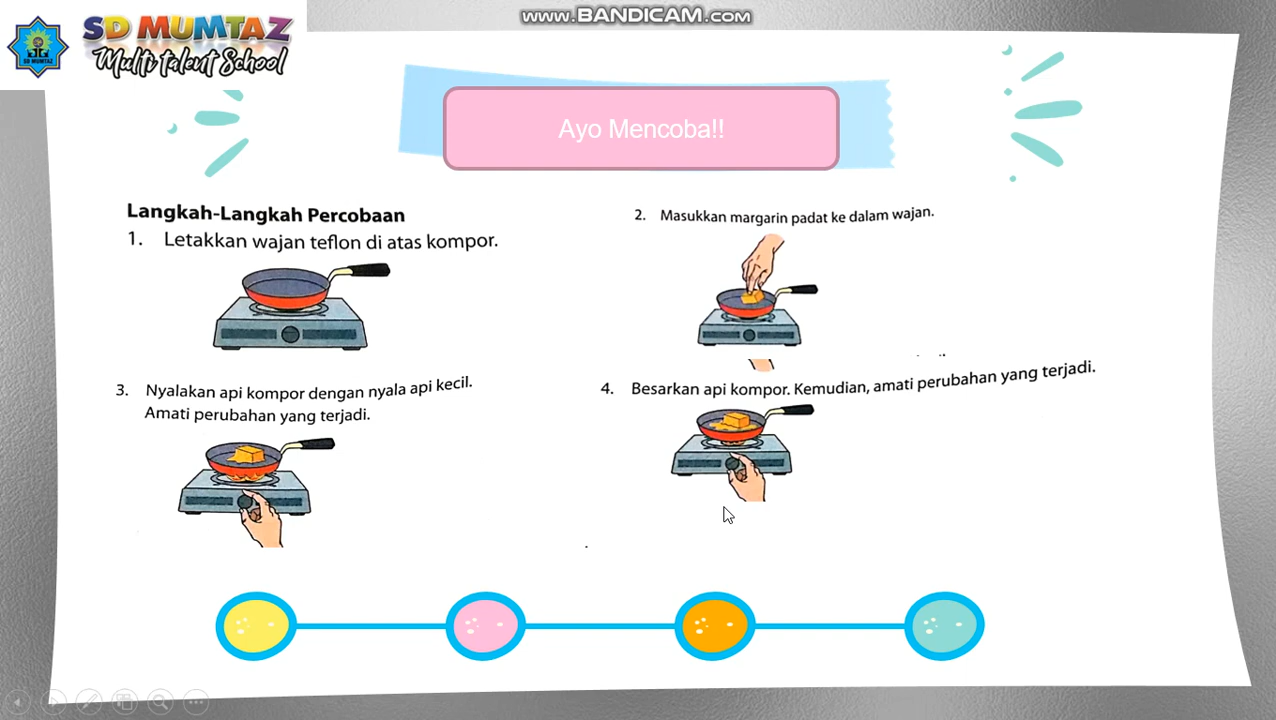 www.BANDICAM.com
SD MUMTAZ
Multi talent School
SD MUMTAZ
Ayo Mencoba!!
Langkah-Langkah Percobaan
1. Letakkan wajan teflon di atas kompor.
2. Masukkan margarin padat ke dalam wajan.
3. Nyalakan api kompor dengan nyala api kecil.
Amati perubahan yang terjadi.
4. Besarkan api kompor. Kemudian, amati perubahan yang terjadi.